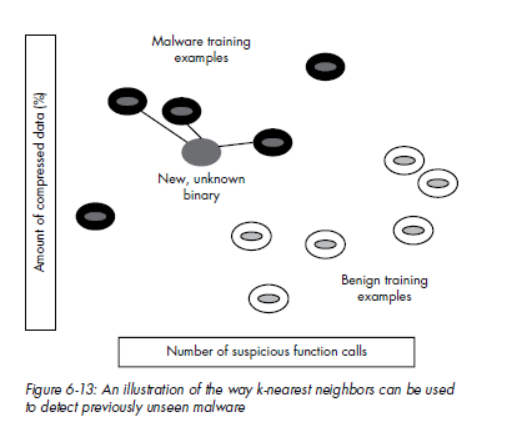 Malware training
examples
Amount of compressed data (%)
New, unknown
binary
Benign training
examples
Number of suspicious function calls
Figure 6-13: An illustration of the way k-nearest neighbors can be used
to detect previously unseen malware